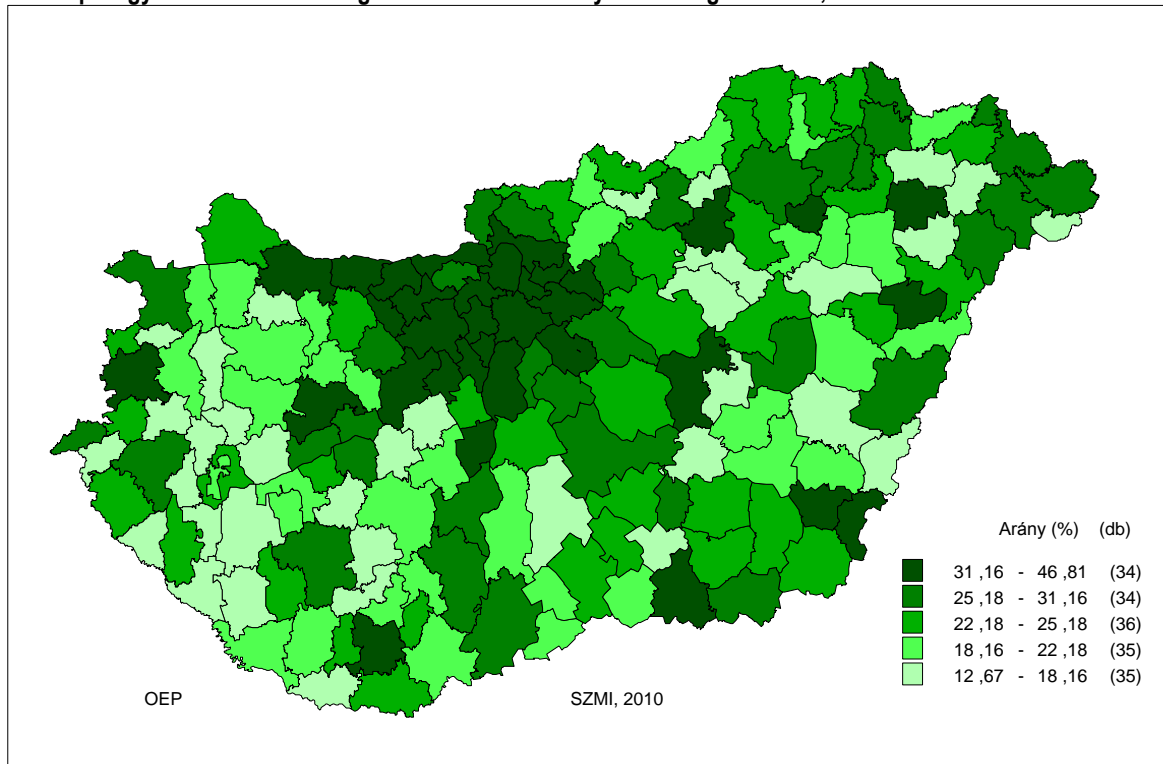 Arány (%) (db)
31 ,16 - 46 ,81 (34)
25 ,18 - 31 ,16 (34)
22 ,18 - 25 ,18 (36)
18 ,16 - 22 ,18 (35)
12 ,67 - 18 ,16 (35)
OEP SZMI, 2010